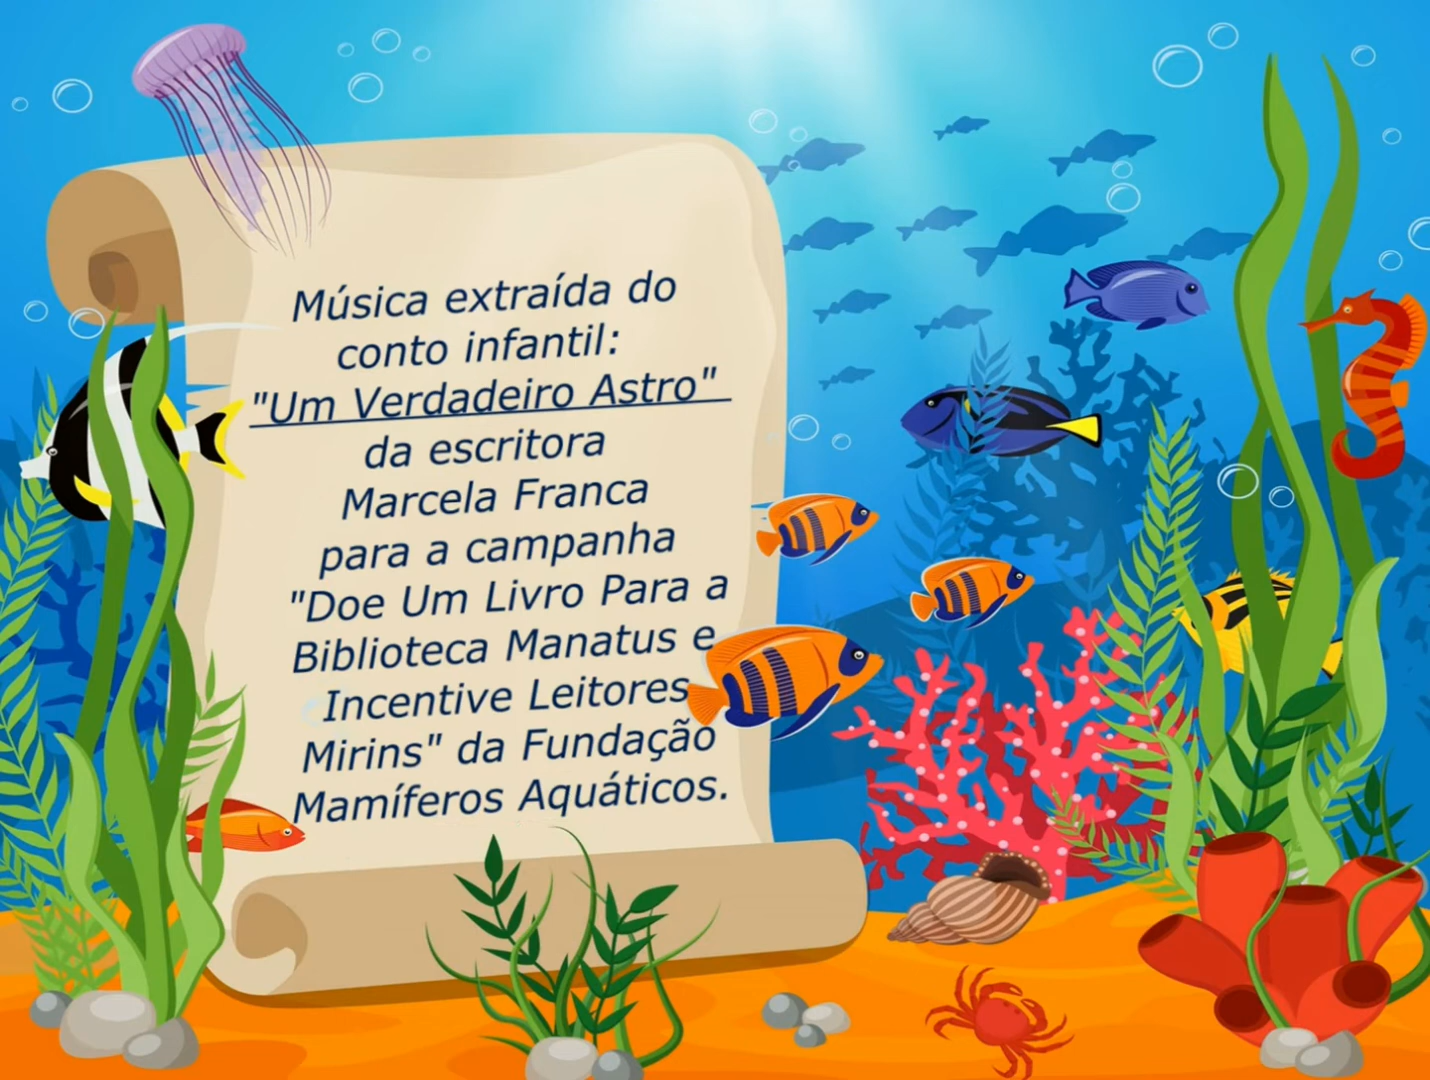 Música extraída do
conto infantil:
"Um Verdadeiro Astro"
da escritora
Marcela Franca
para a campanha
"Doe Um Livro Para a
Biblioteca Manatus e
Incentive Leitores
Mirins" da Fundação
Mamíferos Aquáticos.